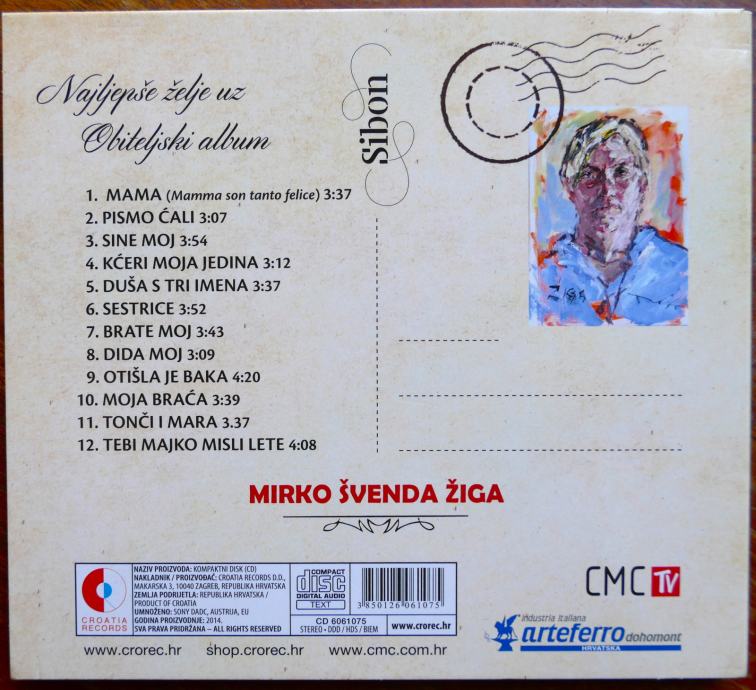 Najljepše želje uz
Obiteljski album
Sibon
1. MAMA (Mamma son tanto felice) 3:37
2. PISMO ĆALI 3:07
3. SINE MOJ 3:54
4. KĆERI MOJA JEDINA 3:12
5. DUŠA S TRI IMENA 3:37
6. SESTRICE 3:52
7. BRATE MOJ 3:43
8. DIDA MOJ 3:09
9. OTIŠLA JE BAKA 4:20
10. MOJA BRAĆA 3:39
11. TONČI I MARA 3.37
12. TEBI MAJKO MISLI LETE 4:08
MIRKO ŠVENDA ŽIGA
CROATIA
RECORDS
NAZIV PROIZVODA: KOMPAKTNI DISK (CD)
NAKLADNIK / PROIZVOĐAČ: CROATIA RECORDS D.D.,
MAKARSKA 3, 10040 ZAGREB, REPUBLIKA HRVATSKA
ZEMLJA PODRIJETLA: REPUBLIKA HRVATSKA /
PRODUCT OF CROATIA
UMNOŽENO: SONY DADC, AUSTRIJA, EU
GODINA PROIZVODNJE: 2014.
SVA PRAVA PRIDRŽANA – ALL RIGHTS RESERVED
COMPACT
disc
DIGITAL AUDIO
TEXT
3850126061075
CD 6061075
STEREO • DDD / HDS / BIEM
www.crorec.hr
CMC TV
industria italiana
arteferro dohomont
HRVATSKA
www.crorec.hr shop.crorec.hr www.cmc.com.hr